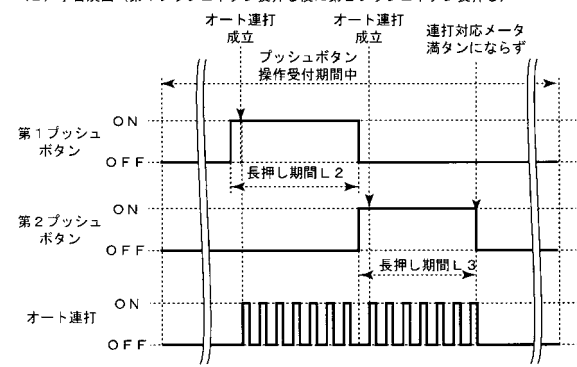 オート連打
成立
オート連打
成立
連打対応メータ
満タンにならず
プッシュボタン
操作受付期間中
第1プッシュ
ボタン
ON
OFF
長押し期間L2
第2プッシュ
ボタン
ON
OFF
長押し期間L3
オート連打
ON
OFF